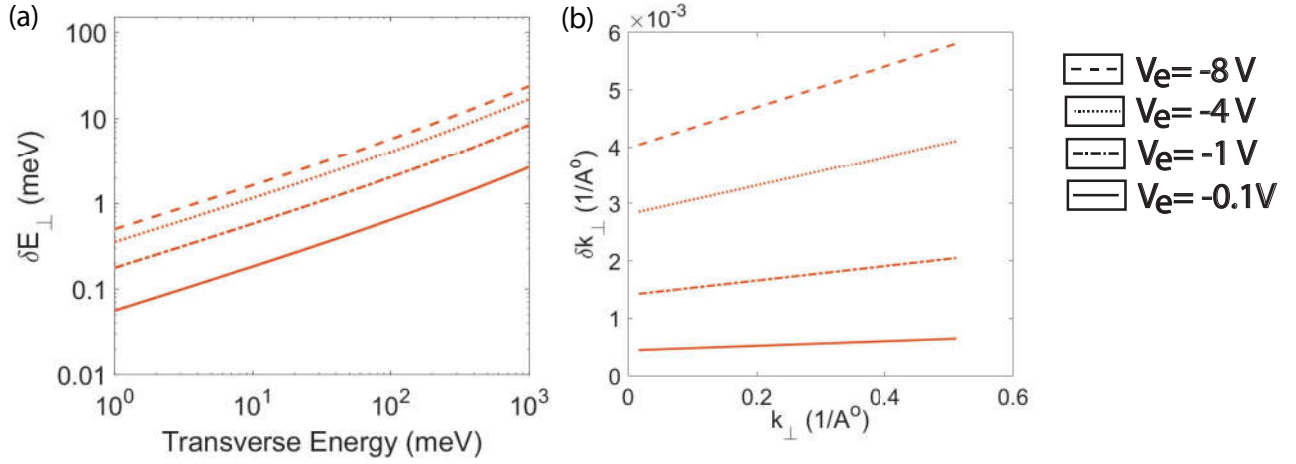 (a)
100
10
1
0.1
0.01
10⁰
10¹
10²
10³
δE⊥ (meV)
Transverse Energy (meV)
(b)
×10⁻³
6
5
4
3
2
1
0
0
0.2
0.4
0.6
δk⊥ (1/Aº)
k⊥ (1/Aº)
Ve= -8 V
Ve= -4 V
Ve= -1 V
Ve= -0.1V